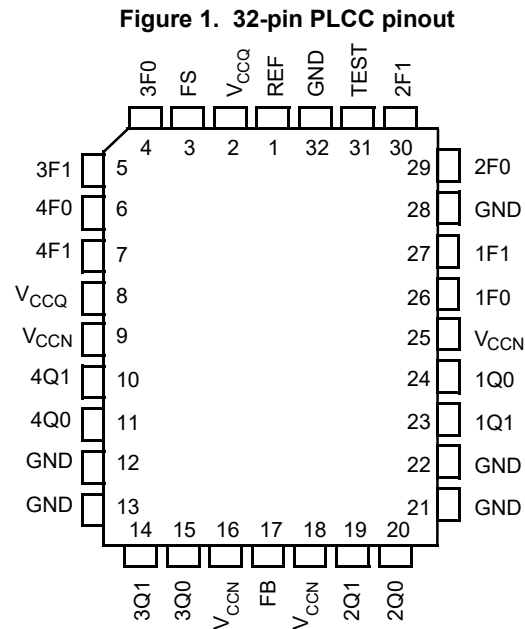 Figure 1. 32-pin PLCC pinout
3F0 FS VCCQ REF GND TEST 2F1
4 3 2 1 32 31 30
3F1 5 29 2F0
4F0 6 28 GND
4F1 7 27 1F1
VCCQ 8 26 1F0
VCCN 9 25 VCCN
4Q1 10 24 1Q0
4Q0 11 23 1Q1
GND 12 22 GND
GND 13 21 GND
14 15 16 17 18 19 20
3Q1 3Q0 VCCN FB VCCN 2Q1 2Q0